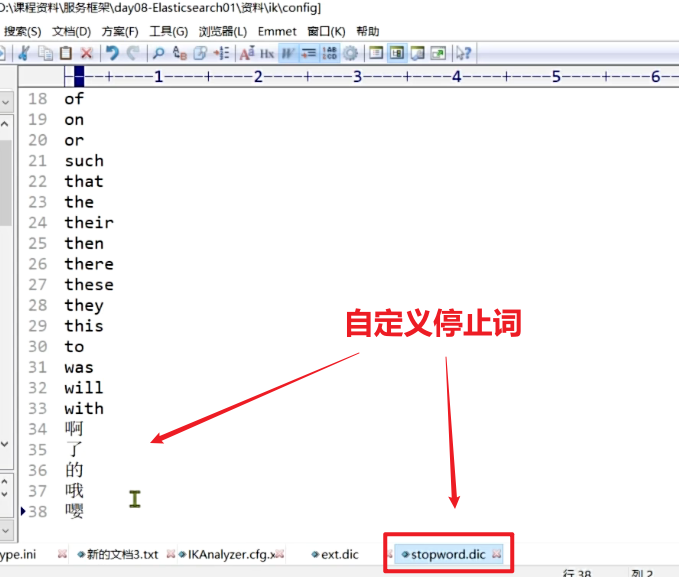 D:\课程资料\服务框架\day08-Elasticsearch01\资料\ik\config]
搜索(S) 文档(D) 方案(F) 工具(G) 浏览器(L) Emmet 窗口(K) 帮助
1 2 3 4 5 6
18 of
19 on
20 or
21 such
22 that
23 the
24 their
25 then
26 there
27 these
28 they
29 this
30 to
31 was
32 will
33 with
34 啊
35 了
36 的
37 哦
38 嘤
自定义停止词
ype.ini 新的文档3.txt IKAnalyzer.cfg.x ext.dic stopword.dic
行 38 列 2